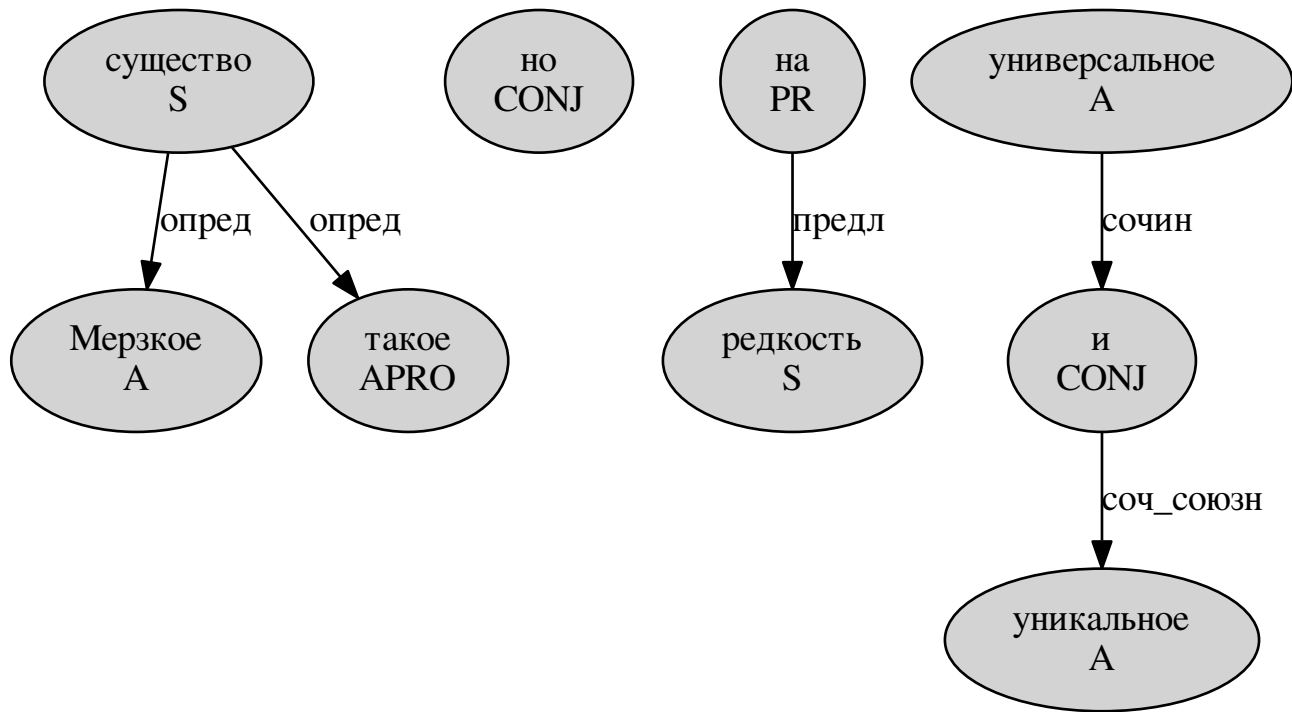 существо
S
но
CONJ
на
PR
универсальное
A
опред
опред
предл
сочин
Мерзкое
A
такое
APRO
редкость
S
и
CONJ
соч_союзн
уникальное
A